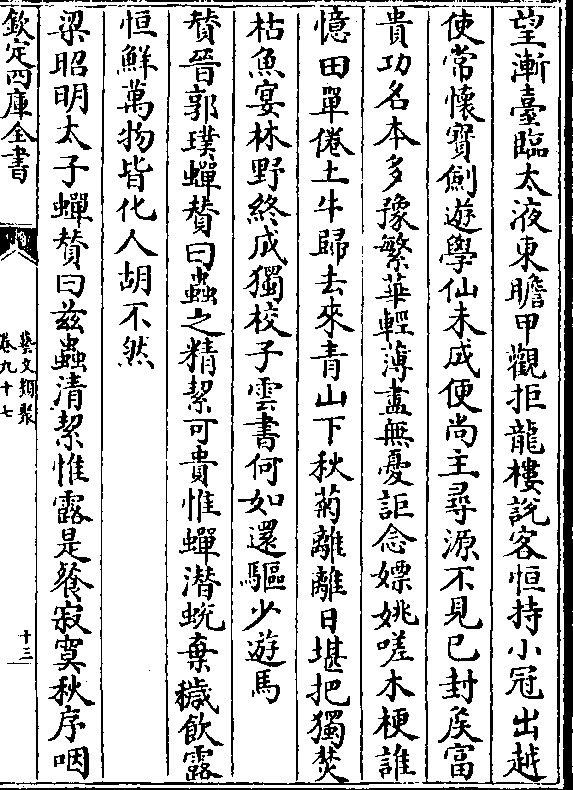 望漸臺臨太液東瞻甲觀拒龍樓說客恒持小冠出越
使常懷寳劍遊學仙未成便尚主尋源不見已封矦富
貴功名本多豫繁華輕薄盡無憂詎念嫖姚嗟木梗誰
憶田單倦土牛歸去來青山下秋菊離離日堪把獨焚
枯魚宴林野終成獨校子雲書何如還驅少遊馬
賛晉郭璞蟬賛曰蟲之精絜可貴惟蟬潛蛻棄穢飲露
恒鮮萬物皆化人胡不然
梁昭明太子蟬賛曰茲蟲清絜惟露是餐寂寞秋序咽
欽定四庫全書
藝文類聚
卷九十七
十三